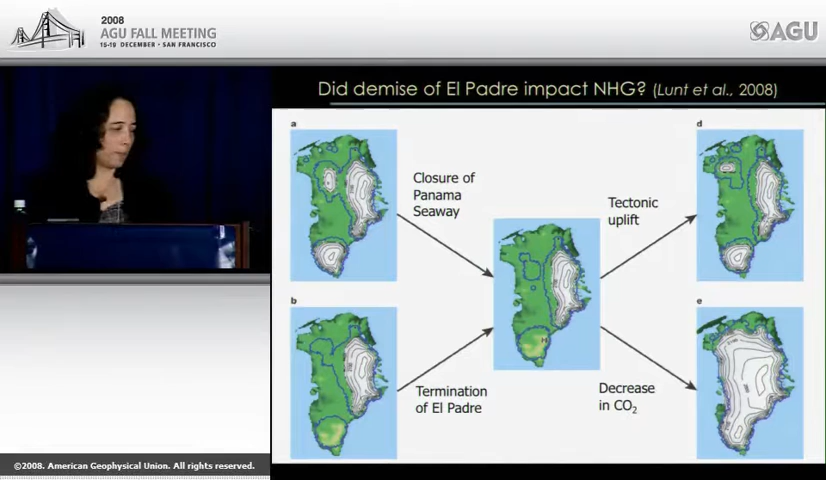 2008
AGU FALL MEETING
15-19 DECEMBER • SAN FRANCISCO
AGU
Did demise of El Padre impact NHG? (Lunt et al., 2008)
a
Closure of
Panama
Seaway
b
Termination
of El Padre
Tectonic
uplift
Decrease
in CO2
d
e
©2008. American Geophysical Union. All rights reserved.